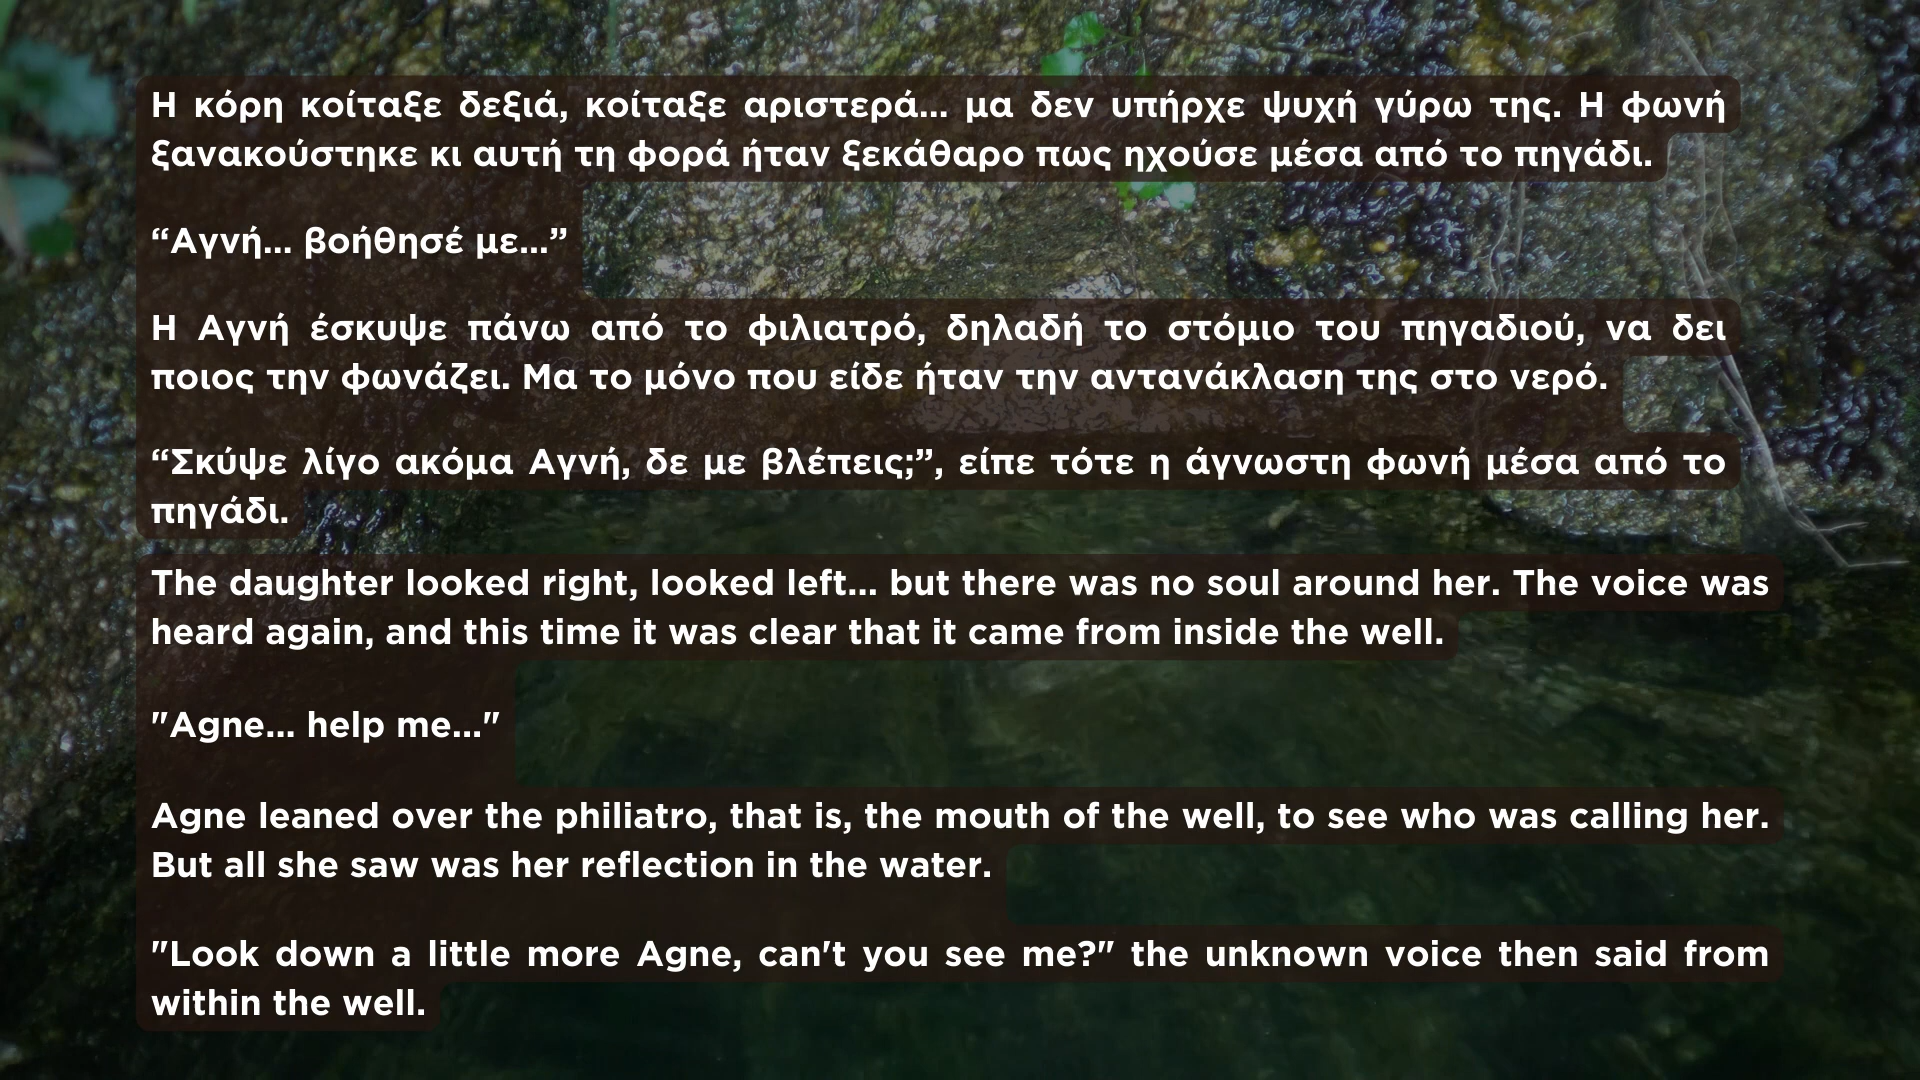 Η κόρη κοίταξε δεξιά, κοίταξε αριστερά... μα δεν υπήρχε ψυχή γύρω της. Η φωνή
ξανακούστηκε κι αυτή τη φορά ήταν ξεκάθαρο πως ηχούσε μέσα από το πηγάδι.
“Αγνή... βοήθησέ με...”
Η Αγνή έσκυψε πάνω από το φιλιατρό, δηλαδή το στόμιο του πηγαδιού, να δει
ποιος την φωνάζει. Μα το μόνο που είδε ήταν την αντανάκλαση της στο νερό.
“Σκύψε λίγο ακόμα Αγνή, δε με βλέπεις;”, είπε τότε η άγνωστη φωνή μέσα από το
πηγάδι.
The daughter looked right, looked left... but there was no soul around her. The voice was
heard again, and this time it was clear that it came from inside the well.
"Agne... help me..."
Agne leaned over the philiatro, that is, the mouth of the well, to see who was calling her.
But all she saw was her reflection in the water.
"Look down a little more Agne, can't you see me?" the unknown voice then said from
within the well.